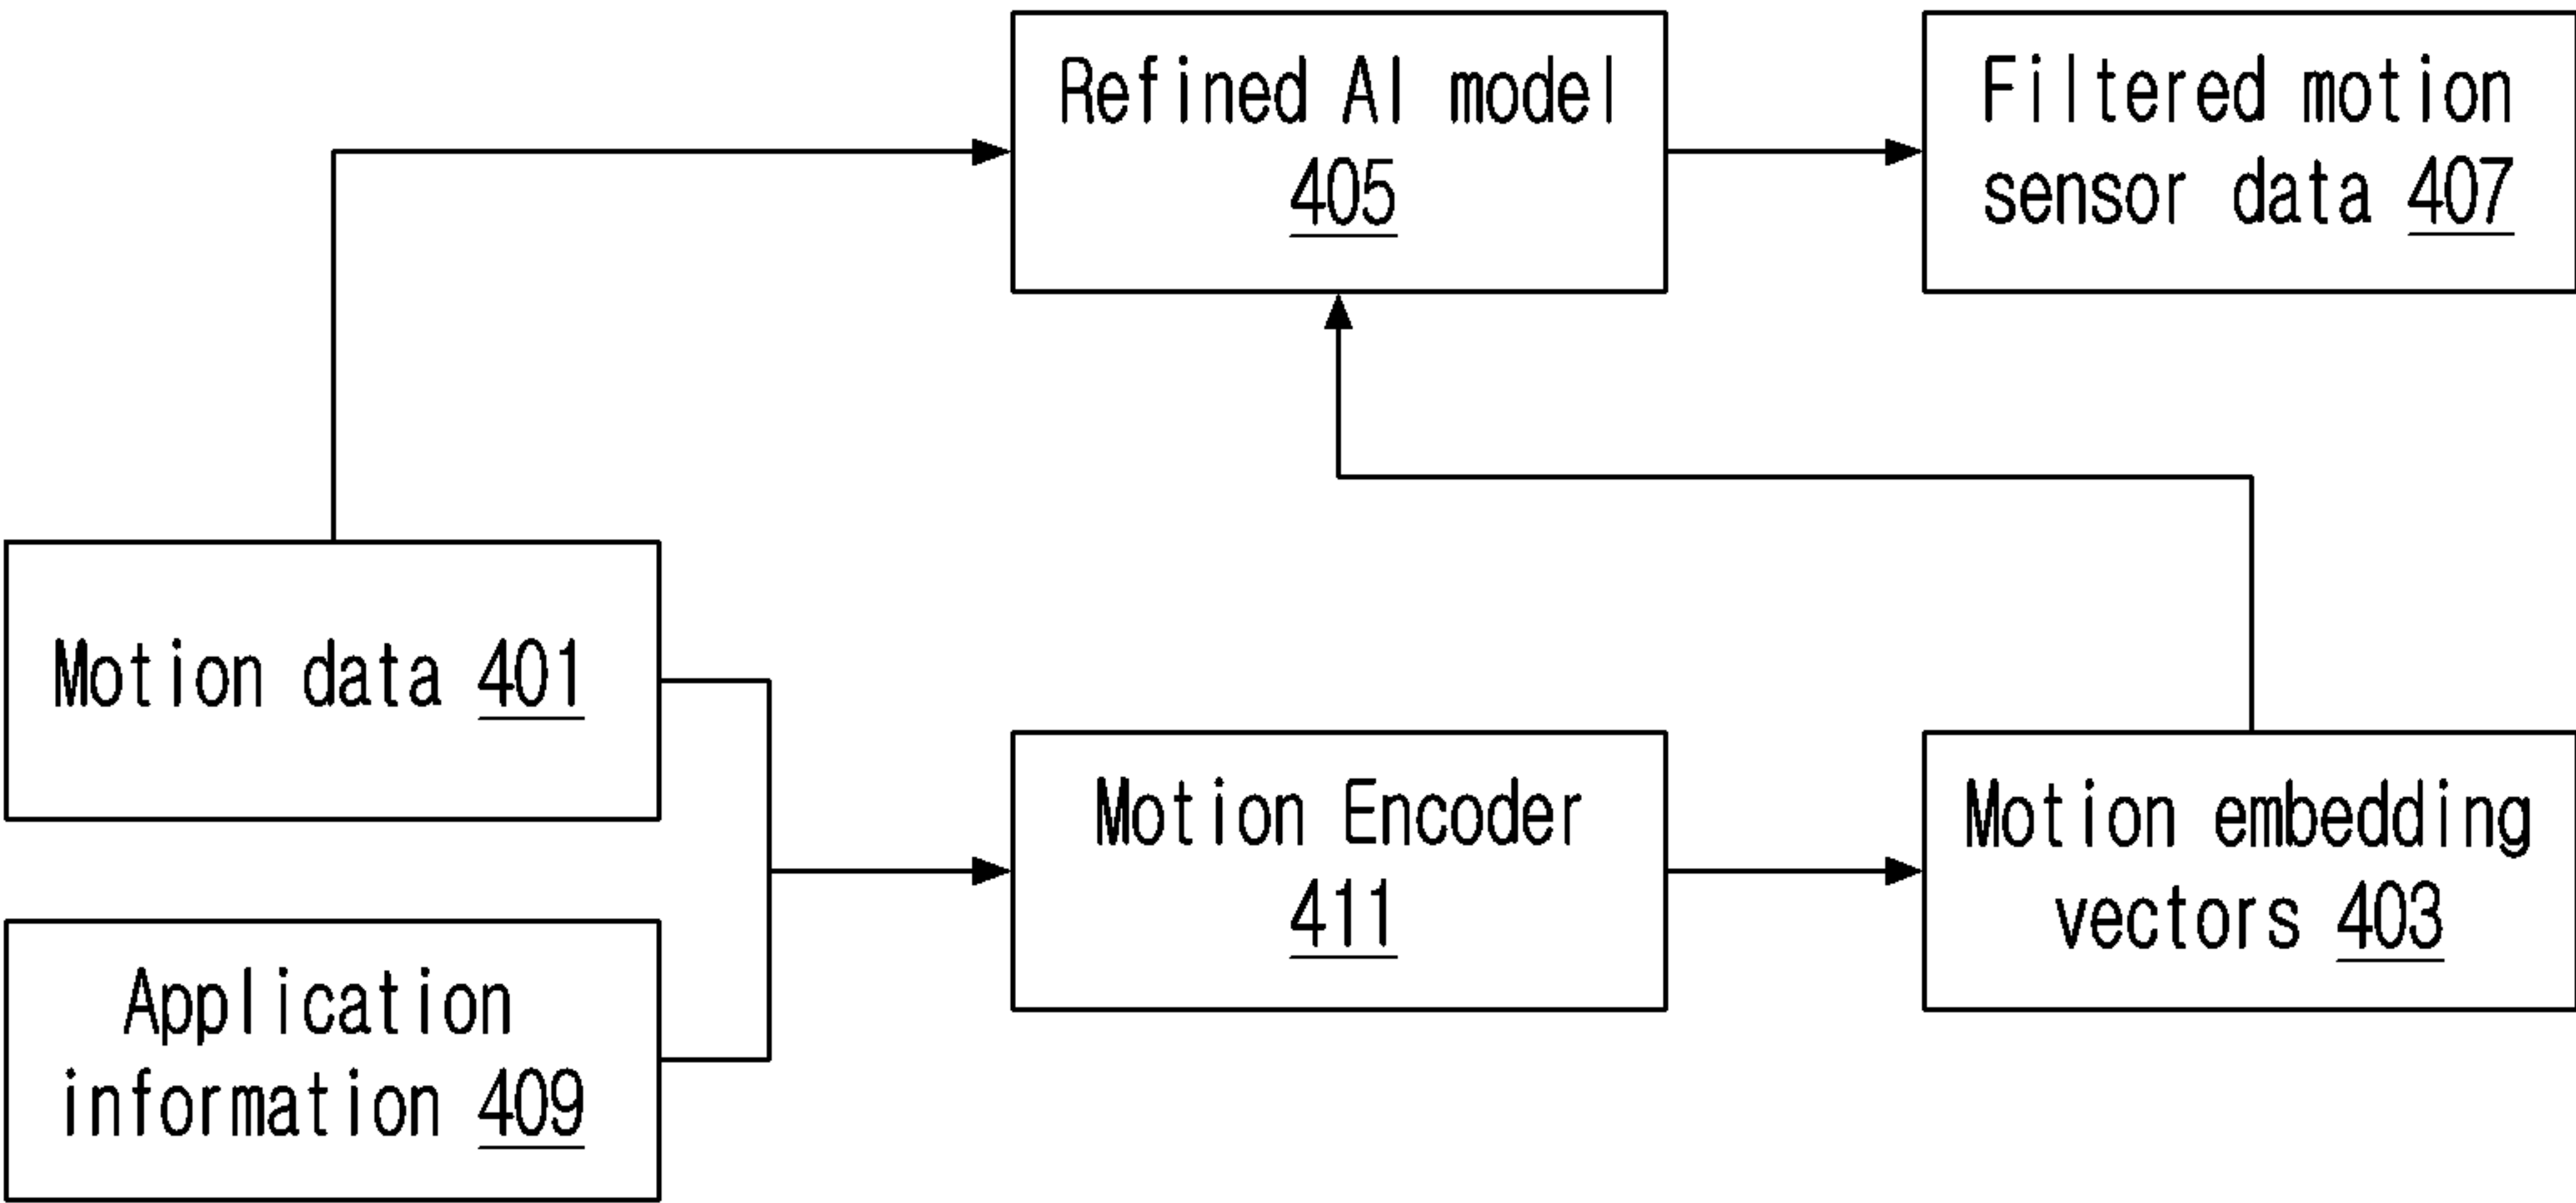 Refined AI model
405
Filtered motion
sensor data 407
Motion data 401
Motion Encoder
411
Motion embedding
vectors 403
Application
information 409